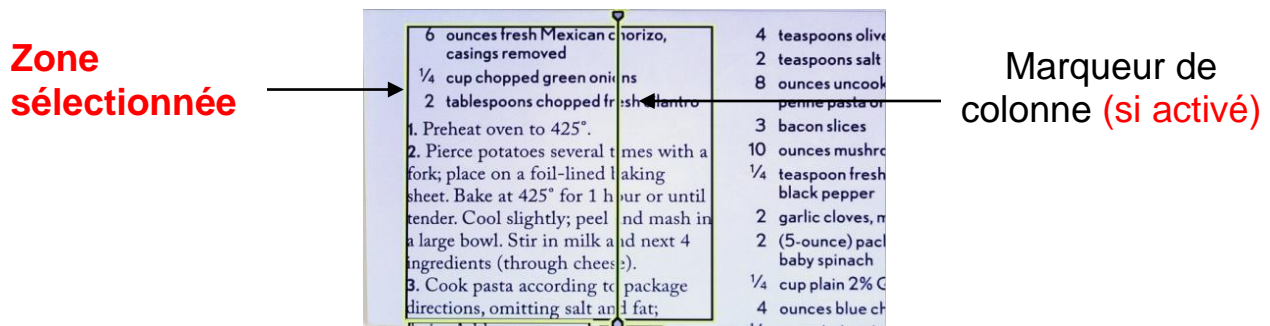 Zone
sélectionnée
6 ounces fresh Mexican chorizo,
casings removed
¼ cup chopped green onions
2 tablespoons chopped fresh cilantro
1. Preheat oven to 425°.
2. Pierce potatoes several times with a
fork; place on a foil-lined baking
sheet. Bake at 425° for 1 hour or until
tender. Cool slightly; peel and mash in
a large bowl. Stir in milk and next 4
ingredients (through cheese).
3. Cook pasta according to package
directions, omitting salt and fat;
4 teaspoons olive
2 teaspoons salt
8 ounces uncook
penne pasta or
3 bacon slices
10 ounces mushro
¼ teaspoon fresh
black pepper
2 garlic cloves, m
2 (5-ounce) pac
baby spinach
¼ cup plain 2% G
4 ounces blue ch
Marqueur de
colonne (si activé)